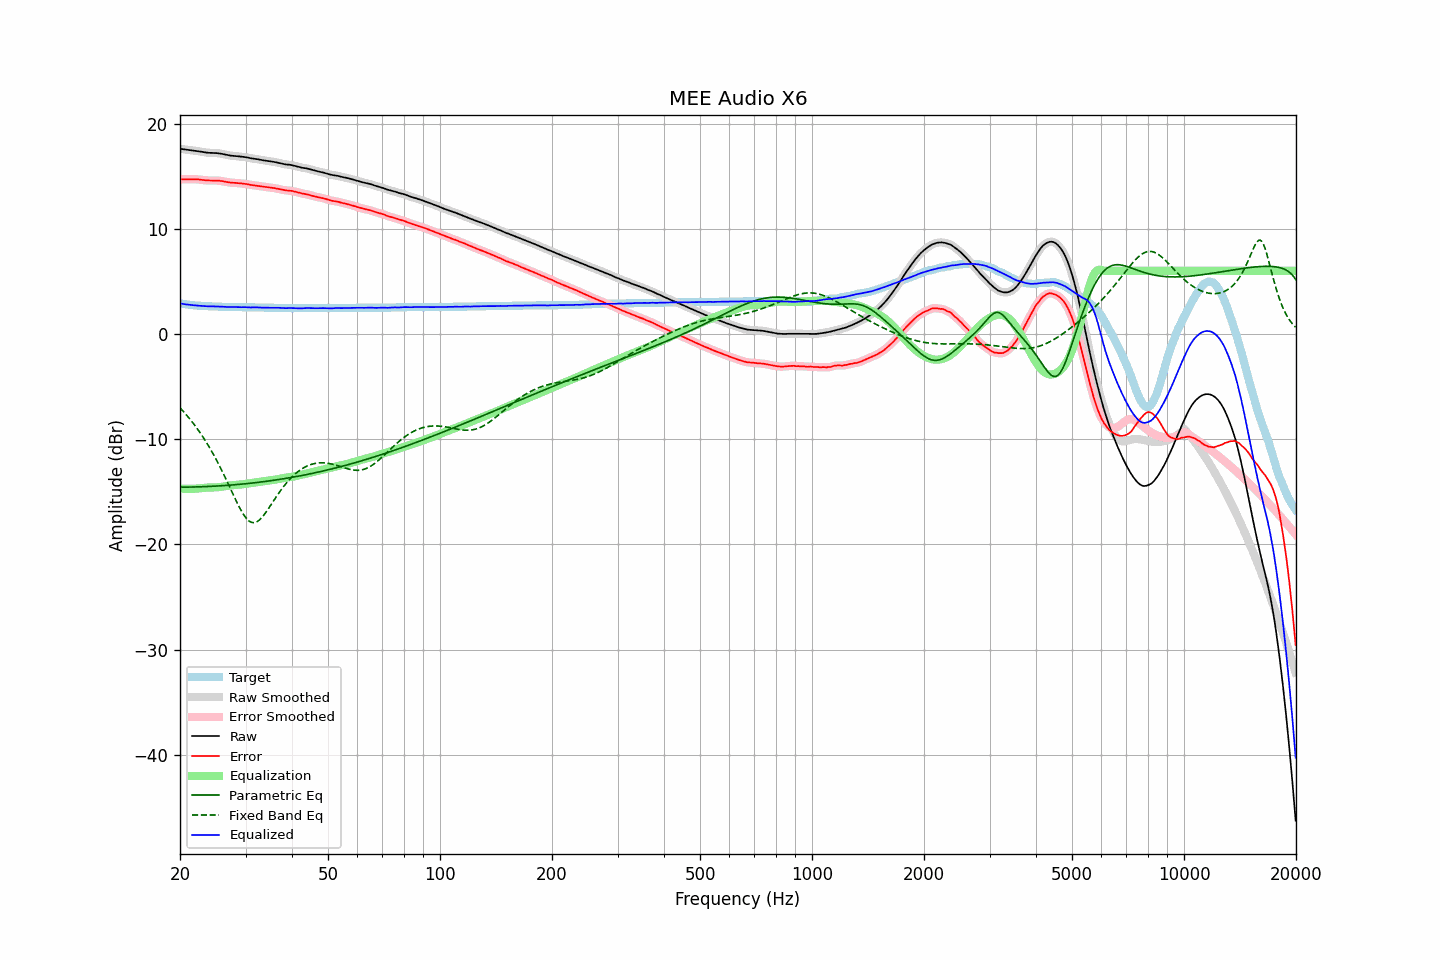 MEE Audio X6
20
10
0
−10
−20
−30
−40
Amplitude (dBr)
Target
Raw Smoothed
Error Smoothed
Raw
Error
Equalization
Parametric Eq
Fixed Band Eq
Equalized
20 50 100 200 500 1000 2000 5000 10000 20000
Frequency (Hz)